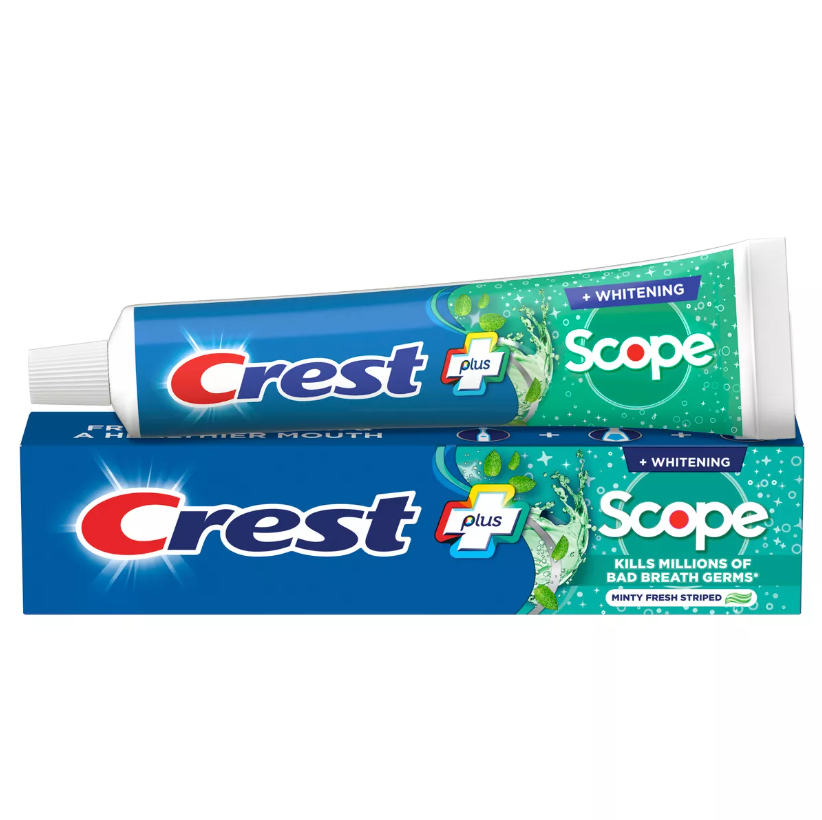 + WHITENING
Crest
plus
Scope
A HEALTHIER MOUTH
+ WHITENING
Crest
plus
Scope
KILLS MILLIONS OF
BAD BREATH GERMS*
MINTY FRESH STRIPED